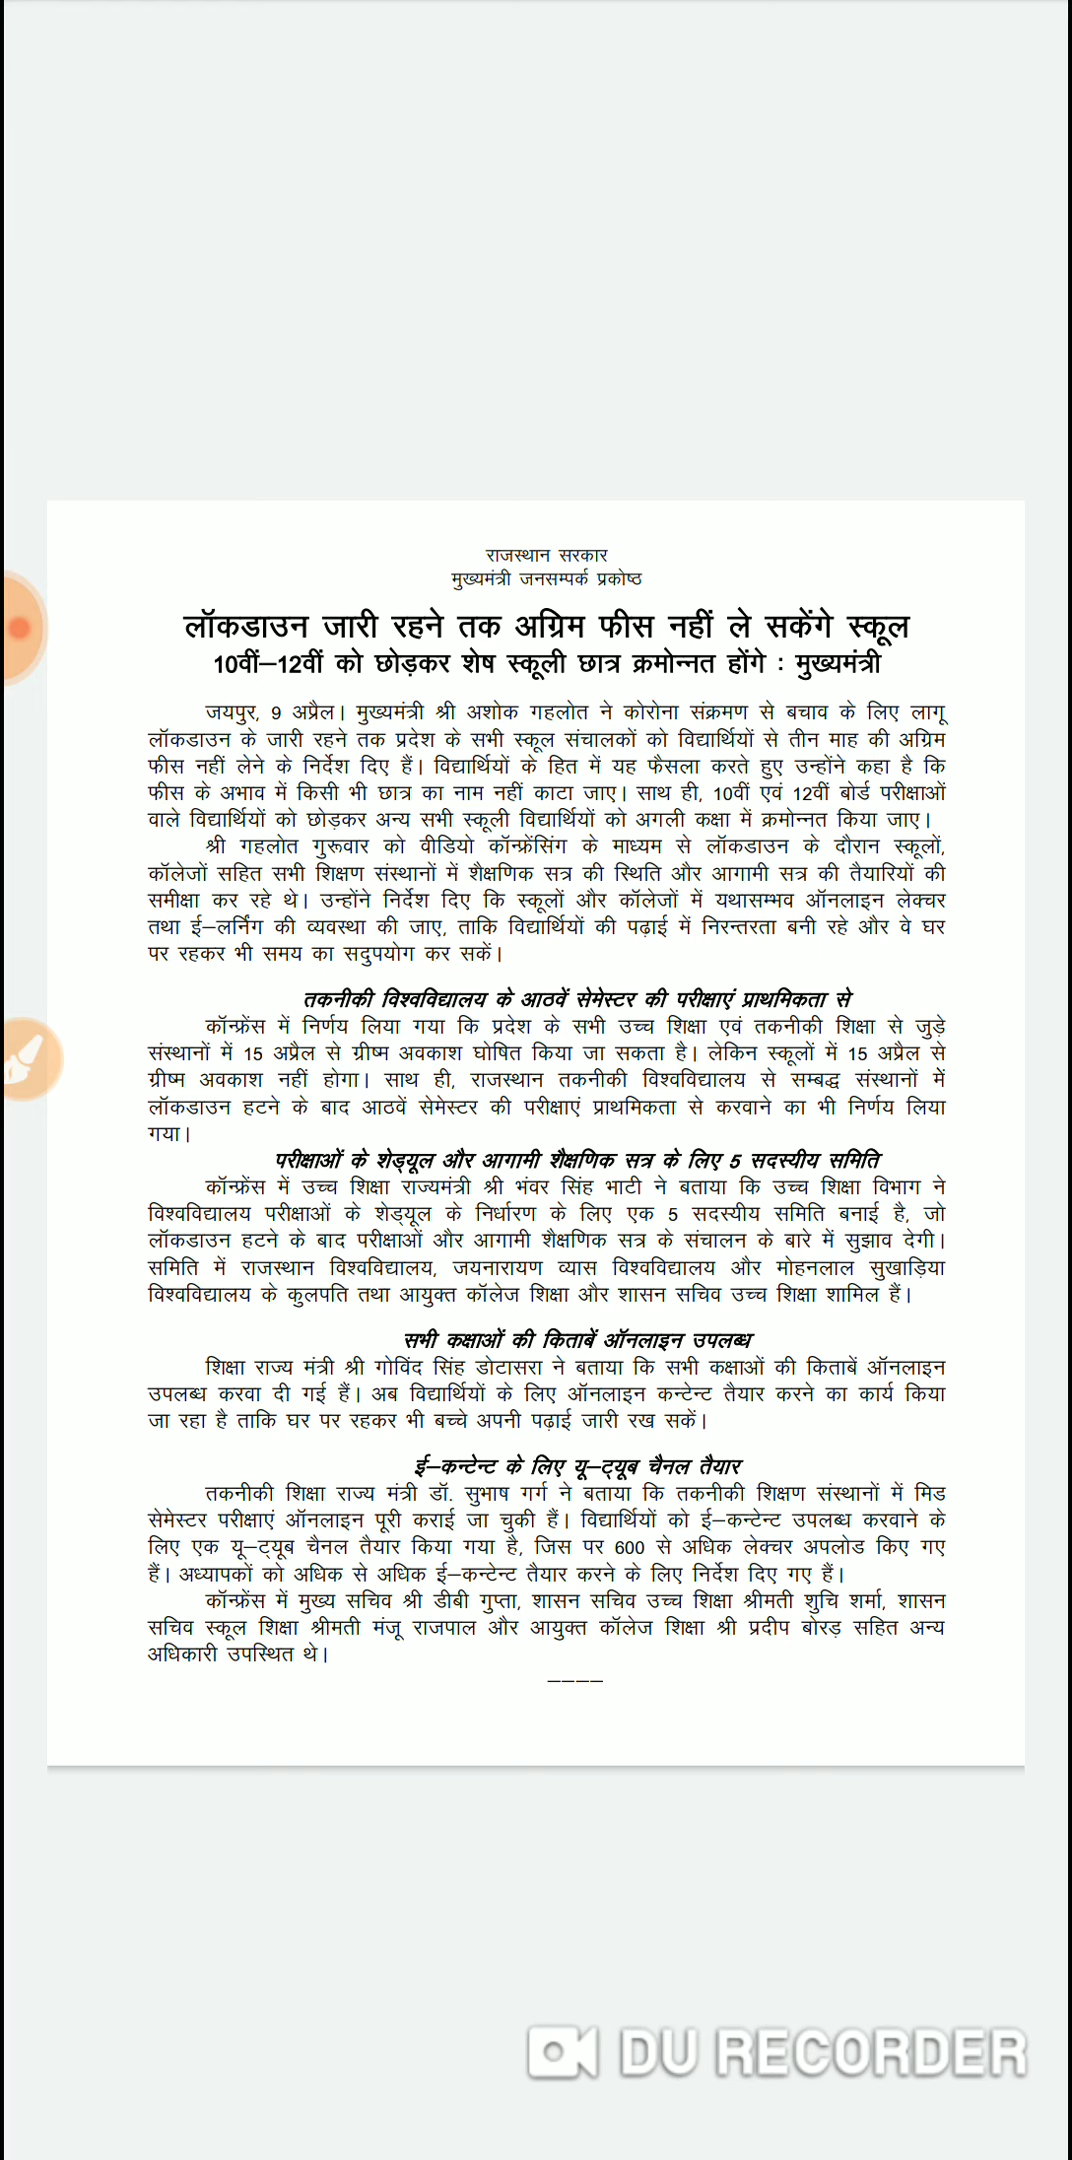 राजस्थान सरकार
मुख्यमंत्री जनसम्पर्क प्रकोष्ठ
लॉकडाउन जारी रहने तक अग्रिम फीस नहीं ले सकेंगे स्कूल
10वीं–12वीं को छोड़कर शेष स्कूली छात्र क्रमोन्नत होंगे : मुख्यमंत्री
जयपुर, 9 अप्रैल। मुख्यमंत्री श्री अशोक गहलोत ने कोरोना संक्रमण से बचाव के लिए लागू
लॉकडाउन के जारी रहने तक प्रदेश के सभी स्कूल संचालकों को विद्यार्थियों से तीन माह की अग्रिम
फीस नहीं लेने के निर्देश दिए हैं। विद्यार्थियों के हित में यह फैसला करते हुए उन्होंने कहा है कि
फीस के अभाव में किसी भी छात्र का नाम नहीं काटा जाए। साथ ही, 10वीं एवं 12वीं बोर्ड परीक्षाओं
वाले विद्यार्थियों को छोड़कर अन्य सभी स्कूली विद्यार्थियों को अगली कक्षा में क्रमोन्नत किया जाए।
श्री गहलोत गुरूवार को वीडियो कॉन्फ्रेंसिंग के माध्यम से लॉकडाउन के दौरान स्कूलों,
कॉलेजों सहित सभी शिक्षण संस्थानों में शैक्षणिक सत्र की स्थिति और आगामी सत्र की तैयारियों की
समीक्षा कर रहे थे। उन्होंने निर्देश दिए कि स्कूलों और कॉलेजों में यथासम्भव ऑनलाइन लेक्चर
तथा ई–लर्निंग की व्यवस्था की जाए, ताकि विद्यार्थियों की पढ़ाई में निरन्तरता बनी रहे और वे घर
पर रहकर भी समय का सदुपयोग कर सकें।
तकनीकी विश्वविद्यालय के आठवें सेमेस्टर की परीक्षाएं प्राथमिकता से
कॉन्फ्रेंस में निर्णय लिया गया कि प्रदेश के सभी उच्च शिक्षा एवं तकनीकी शिक्षा से जुड़े
संस्थानों में 15 अप्रैल से ग्रीष्म अवकाश घोषित किया जा सकता है। लेकिन स्कूलों में 15 अप्रैल से
ग्रीष्म अवकाश नहीं होगा। साथ ही, राजस्थान तकनीकी विश्वविद्यालय से सम्बद्ध संस्थानों में
लॉकडाउन हटने के बाद आठवें सेमेस्टर की परीक्षाएं प्राथमिकता से करवाने का भी निर्णय लिया
गया।
परीक्षाओं के शेड्यूल और आगामी शैक्षणिक सत्र के लिए 5 सदस्यीय समिति
कॉन्फ्रेंस में उच्च शिक्षा राज्यमंत्री श्री भंवर सिंह भाटी ने बताया कि उच्च शिक्षा विभाग ने
विश्वविद्यालय परीक्षाओं के शेड्यूल के निर्धारण के लिए एक 5 सदस्यीय समिति बनाई है, जो
लॉकडाउन हटने के बाद परीक्षाओं और आगामी शैक्षणिक सत्र के संचालन के बारे में सुझाव देगी।
समिति में राजस्थान विश्वविद्यालय, जयनारायण व्यास विश्वविद्यालय और मोहनलाल सुखाड़िया
विश्वविद्यालय के कुलपति तथा आयुक्त कॉलेज शिक्षा और शासन सचिव उच्च शिक्षा शामिल हैं।
सभी कक्षाओं की किताबें ऑनलाइन उपलब्ध
शिक्षा राज्य मंत्री श्री गोविंद सिंह डोटासरा ने बताया कि सभी कक्षाओं की किताबें ऑनलाइन
उपलब्ध करवा दी गई हैं। अब विद्यार्थियों के लिए ऑनलाइन कन्टेन्ट तैयार करने का कार्य किया
जा रहा है ताकि घर पर रहकर भी बच्चे अपनी पढ़ाई जारी रख सकें।
ई–कन्टेन्ट के लिए यू–ट्यूब चैनल तैयार
तकनीकी शिक्षा राज्य मंत्री डॉ. सुभाष गर्ग ने बताया कि तकनीकी शिक्षण संस्थानों में मिड
सेमेस्टर परीक्षाएं ऑनलाइन पूरी कराई जा चुकी हैं। विद्यार्थियों को ई–कन्टेन्ट उपलब्ध करवाने के
लिए एक यू–ट्यूब चैनल तैयार किया गया है, जिस पर 600 से अधिक लेक्चर अपलोड किए गए
हैं। अध्यापकों को अधिक से अधिक ई–कन्टेन्ट तैयार करने के लिए निर्देश दिए गए हैं।
कॉन्फ्रेंस में मुख्य सचिव श्री डीबी गुप्ता, शासन सचिव उच्च शिक्षा श्रीमती शुचि शर्मा, शासन
सचिव स्कूल शिक्षा श्रीमती मंजू राजपाल और आयुक्त कॉलेज शिक्षा श्री प्रदीप बोरड़ सहित अन्य
अधिकारी उपस्थित थे।
––––
DU RECORDER